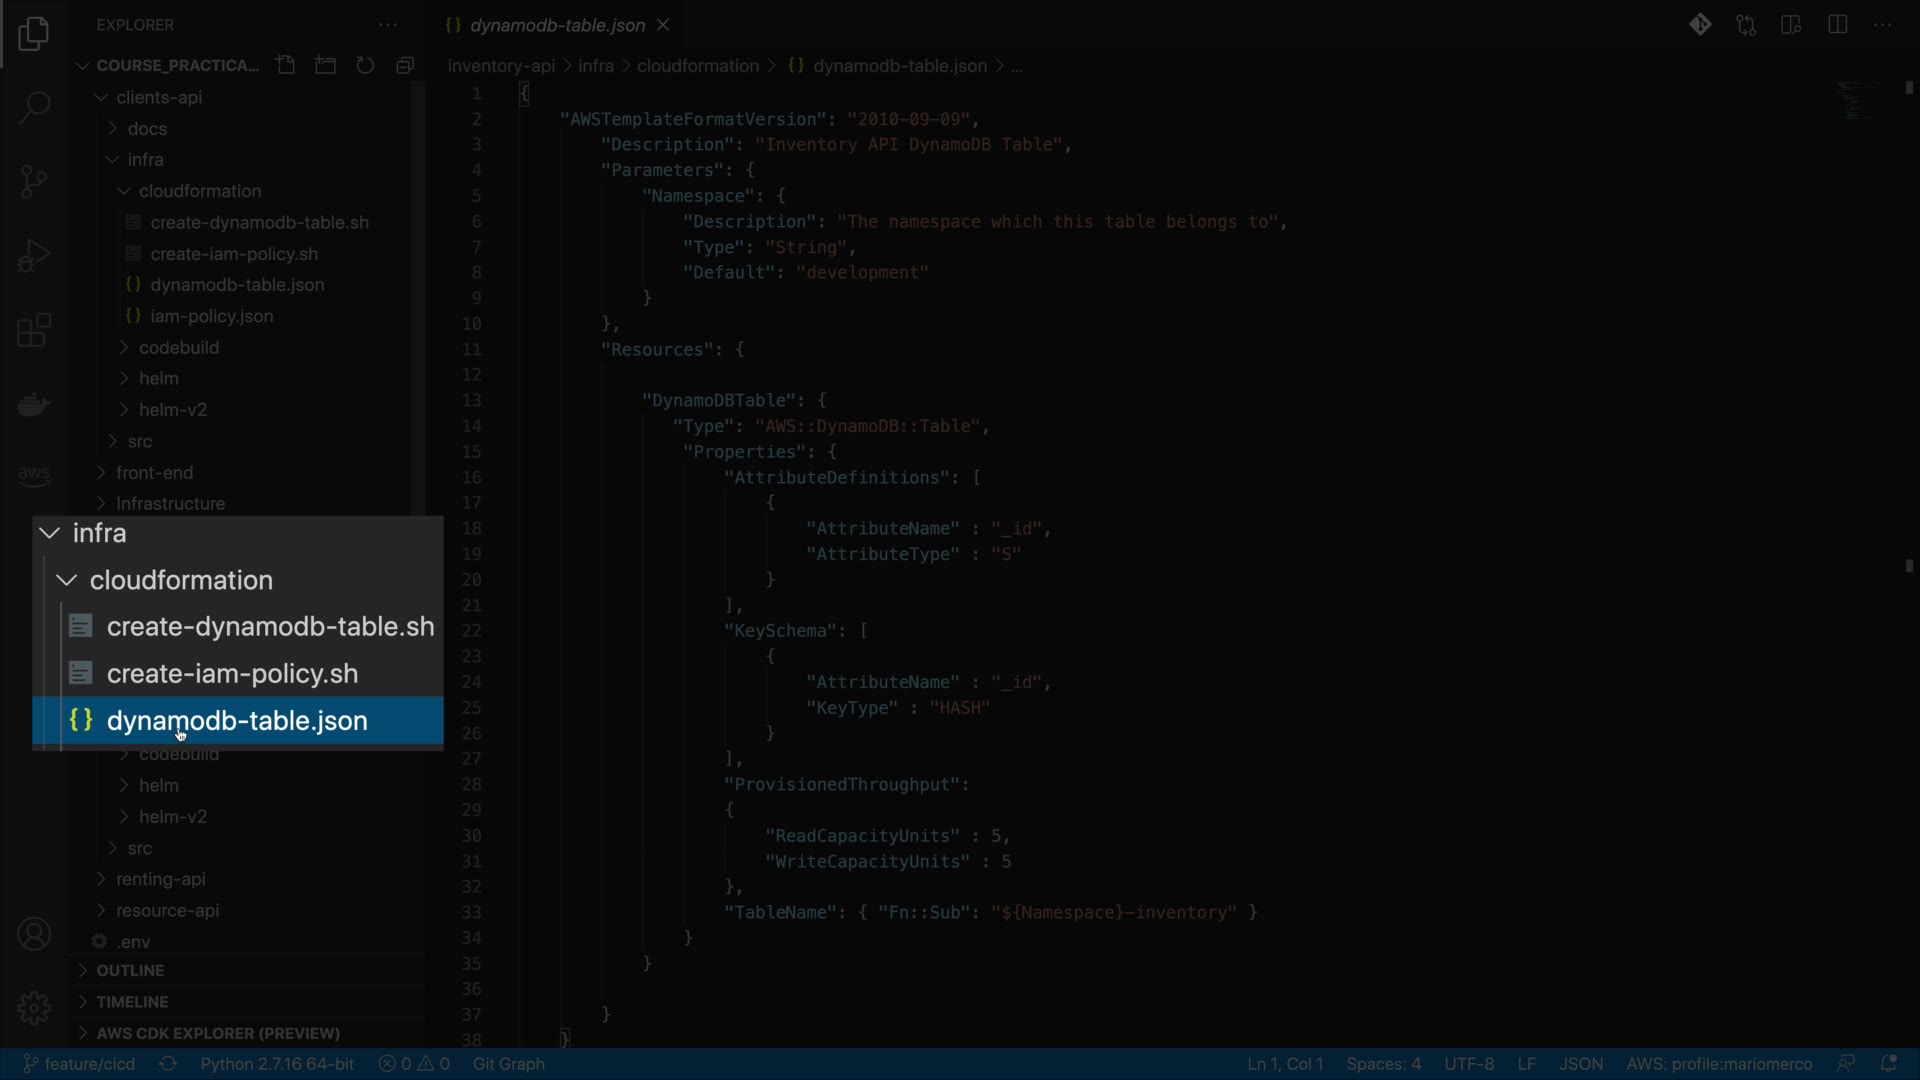 EXPLORER
COURSE_PRACTICA...
clients-api
docs
infra
cloudformation
create-dynamodb-table.sh
create-iam-policy.sh
{} dynamodb-table.json
{} iam-policy.json
codebuild
helm
helm-v2
src
front-end
Infrastructure
infra
cloudformation
create-dynamodb-table.sh
create-iam-policy.sh
{} dynamodb-table.json
codebuild
helm
helm-v2
src
renting-api
resource-api
.env
OUTLINE
TIMELINE
AWS CDK EXPLORER (PREVIEW)
aws
{} dynamodb-table.json
inventory-api > infra > cloudformation > {} dynamodb-table.json > ...
1 {
2 "AWSTemplateFormatVersion": "2010-09-09",
3 "Description": "Inventory API DynamoDB Table",
4 "Parameters": {
5 "Namespace": {
6 "Description": "The namespace which this table belongs to",
7 "Type": "String",
8 "Default": "development"
9 }
10 },
11 "Resources": {
12
13 "DynamoDBTable": {
14 "Type": "AWS::DynamoDB::Table",
15 "Properties": {
16 "AttributeDefinitions": [
17 {
18 "AttributeName" : "_id",
19 "AttributeType" : "S"
20 }
21 ],
22 "KeySchema": [
23 {
24 "AttributeName" : "_id",
25 "KeyType" : "HASH"
26 }
27 ],
28 "ProvisionedThroughput":
29 {
30 "ReadCapacityUnits" : 5,
31 "WriteCapacityUnits" : 5
32 },
33 "TableName": { "Fn::Sub": "${Namespace}-inventory" }
34 }
35 }
36
37 }
38 }
feature/cicd Python 2.7.16 64-bit 0 0 Git Graph Ln 1, Col 1 Spaces: 4 UTF-8 LF JSON AWS: profile:mariomerco